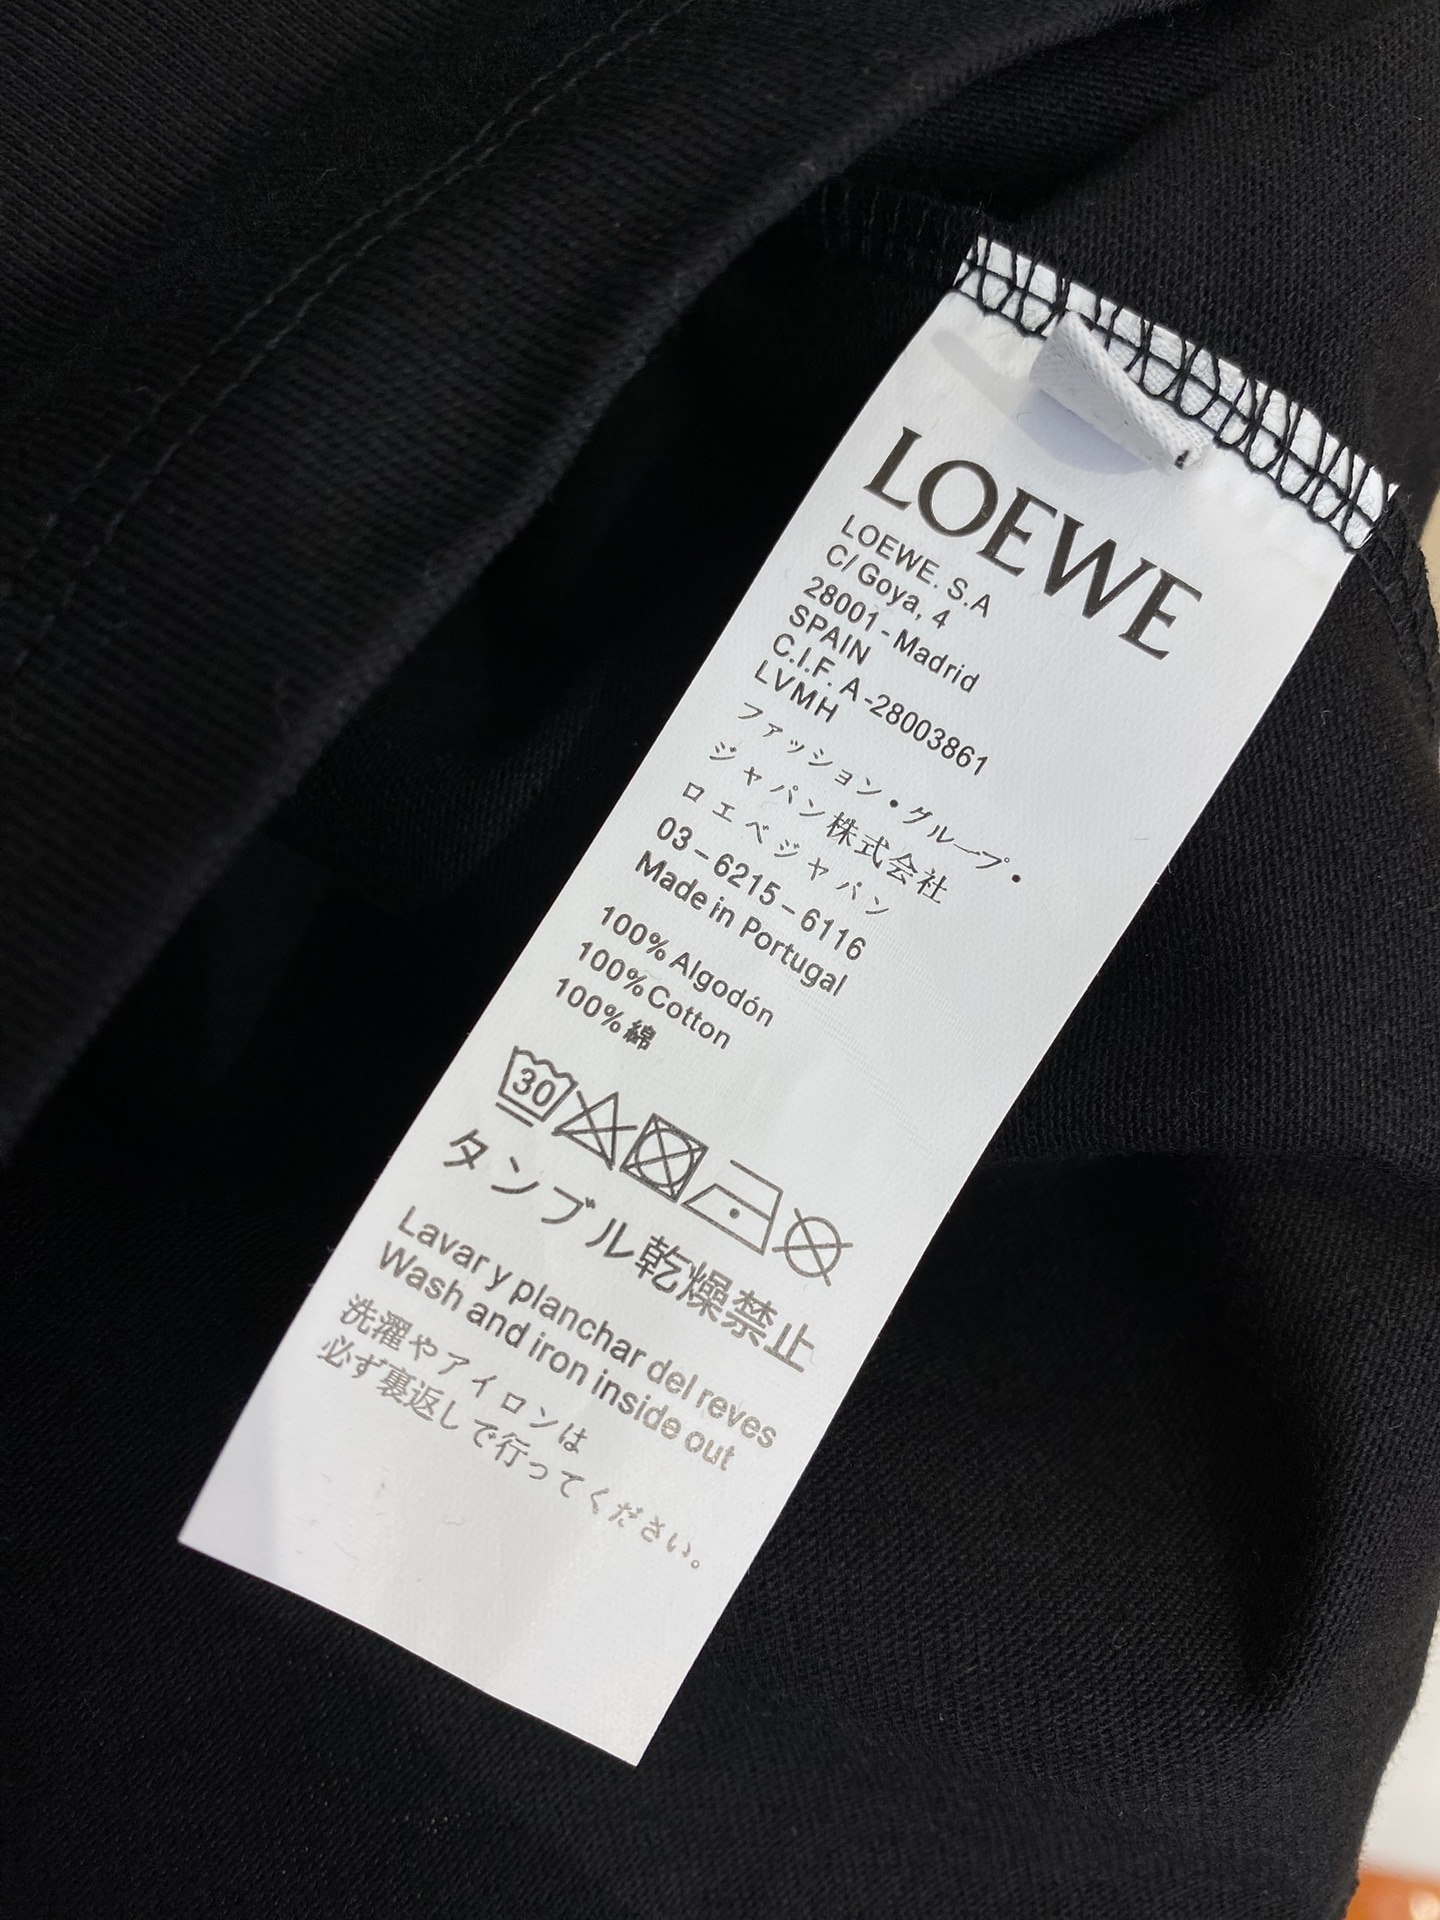 LOEWE
LOEWE. S.A
C/ Goya, 4
28001 - Madrid
SPAIN
C.I.F. A-28003861
LVMH
ファッション・グループ・
ジャパン株式会社
ロエベジャパン
03-6215-6116
Made in Portugal
100% Algodón
100% Cotton
100% 綿
30
タンブル乾燥禁止
Lavar y planchar del reves
Wash and iron inside out
洗濯やアイロンは
必ず裏返しで行ってください。